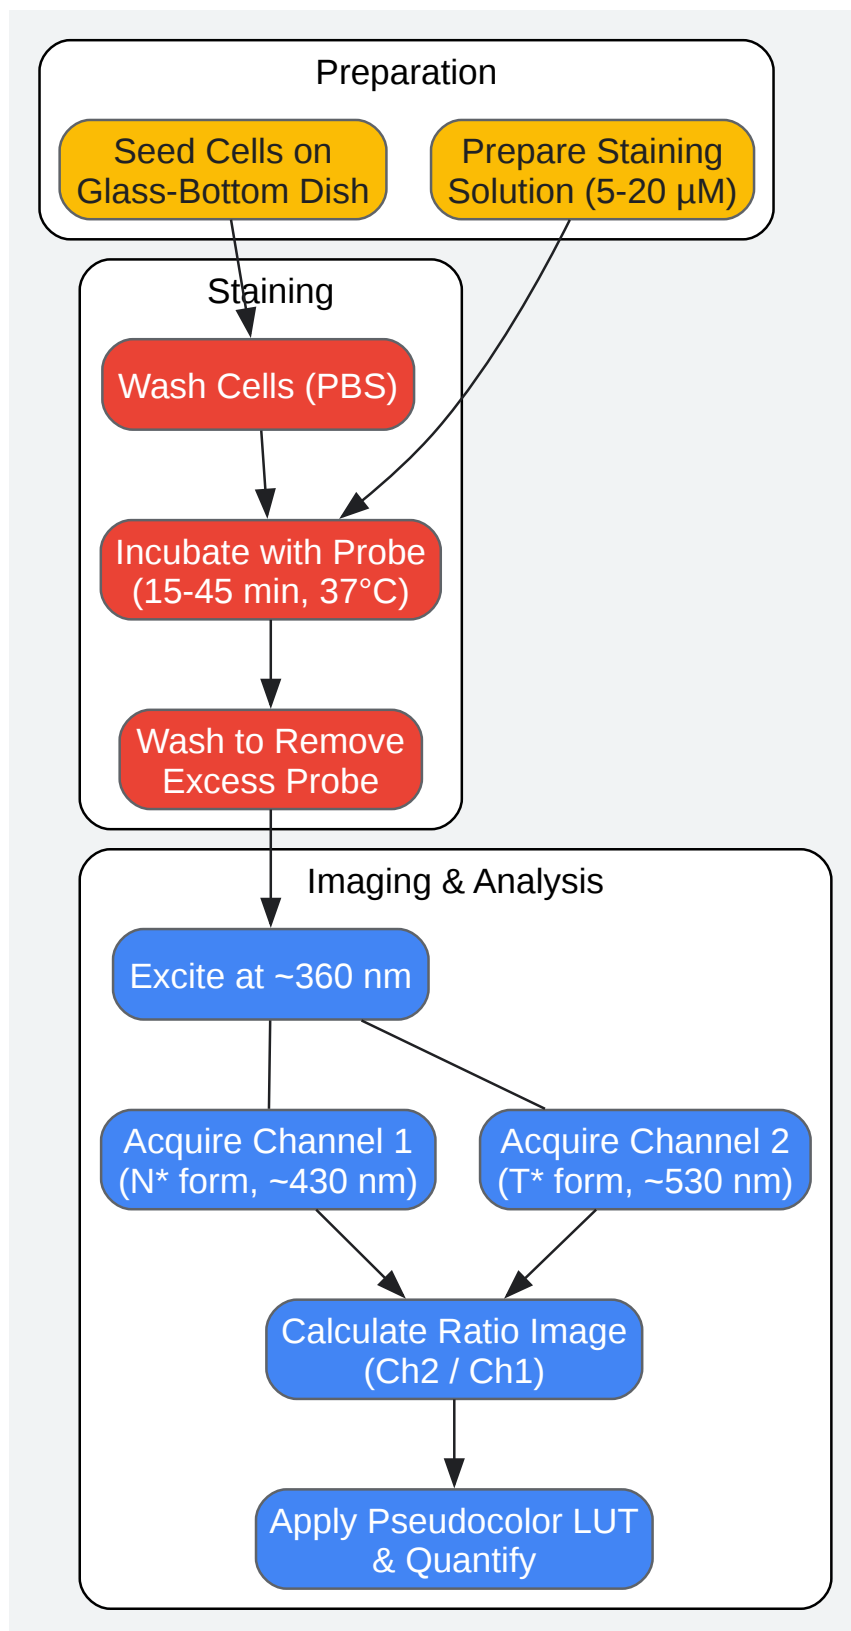 Preparation
Seed Cells on
Glass-Bottom Dish
Prepare Staining
Solution (5-20 µM)
Staining
Wash Cells (PBS)
Incubate with Probe
(15-45 min, 37°C)
Wash to Remove
Excess Probe
Imaging & Analysis
Excite at ~360 nm
Acquire Channel 1
(N* form, ~430 nm)
Acquire Channel 2
(T* form, ~530 nm)
Calculate Ratio Image
(Ch2 / Ch1)
Apply Pseudocolor LUT
& Quantify